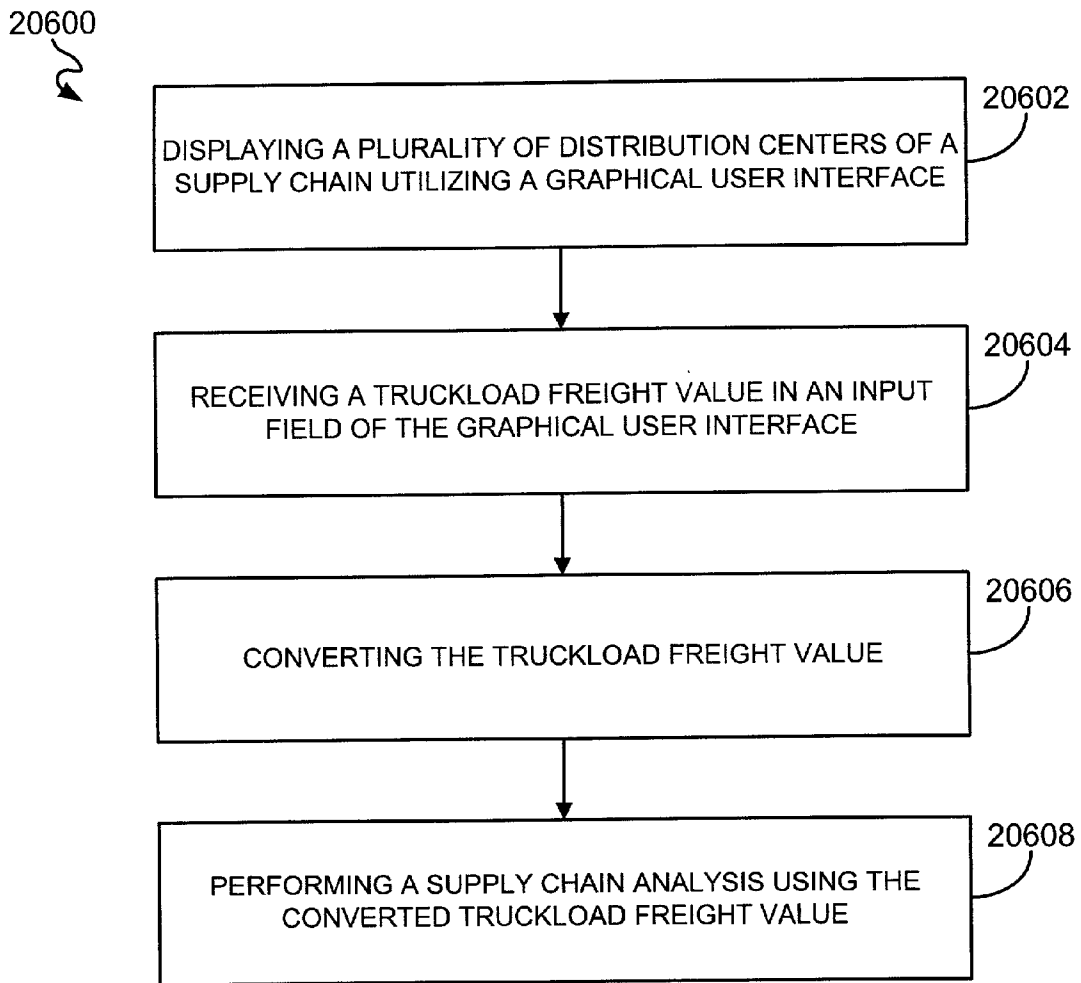 20600
20602
DISPLAYING A PLURALITY OF DISTRIBUTION CENTERS OF A
SUPPLY CHAIN UTILIZING A GRAPHICAL USER INTERFACE
20604
RECEIVING A TRUCKLOAD FREIGHT VALUE IN AN INPUT
FIELD OF THE GRAPHICAL USER INTERFACE
20606
CONVERTING THE TRUCKLOAD FREIGHT VALUE
20608
PERFORMING A SUPPLY CHAIN ANALYSIS USING THE
CONVERTED TRUCKLOAD FREIGHT VALUE